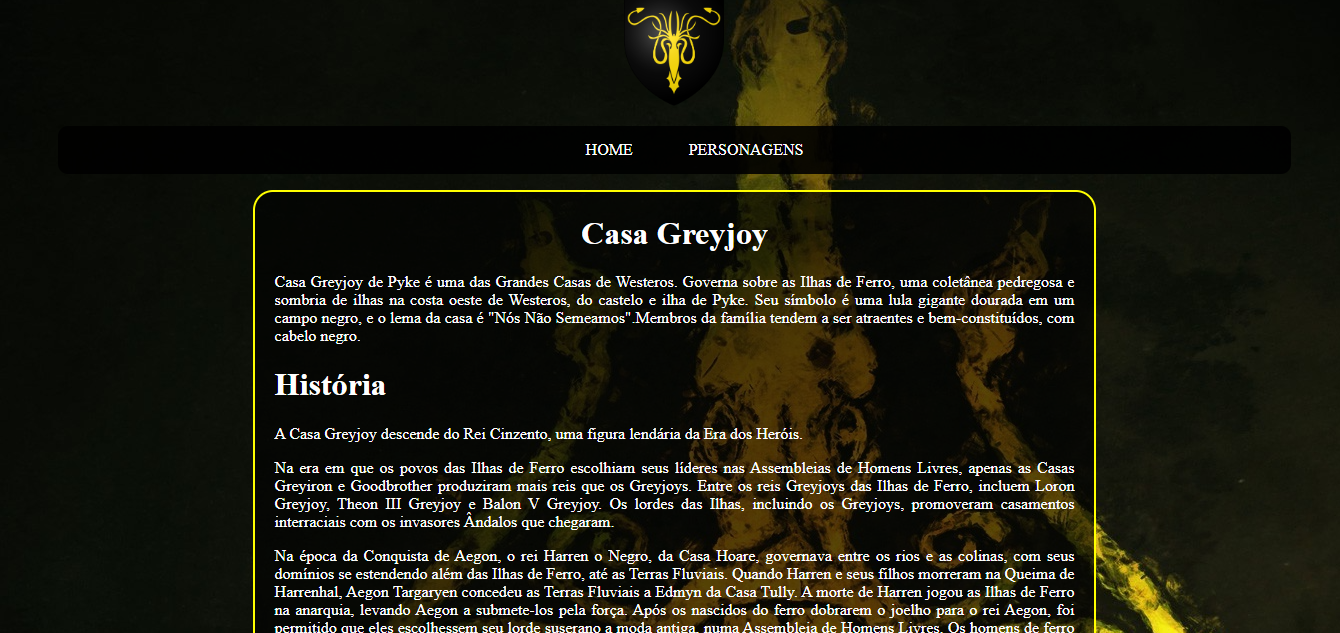 HOME PERSONAGENS
Casa Greyjoy
Casa Greyjoy de Pyke é uma das Grandes Casas de Westeros. Governa sobre as Ilhas de Ferro, uma coletânea pedregosa e
sombria de ilhas na costa oeste de Westeros, do castelo e ilha de Pyke. Seu símbolo é uma lula gigante dourada em um
campo negro, e o lema da casa é "Nós Não Semeamos".Membros da família tendem a ser atraentes e bem-constituídos, com
cabelo negro.
História
A Casa Greyjoy descende do Rei Cinzento, uma figura lendária da Era dos Heróis.
Na era em que os povos das Ilhas de Ferro escolhiam seus líderes nas Assembleias de Homens Livres, apenas as Casas
Greyiron e Goodbrother produziram mais reis que os Greyjoys. Entre os reis Greyjoys das Ilhas de Ferro, incluem Loron
Greyjoy, Theon III Greyjoy e Balon V Greyjoy. Os lordes das Ilhas, incluindo os Greyjoys, promoveram casamentos
interraciais com os invasores Ândalos que chegaram.
Na época da Conquista de Aegon, o rei Harren o Negro, da Casa Hoare, governava entre os rios e as colinas, com seus
domínios se estendendo além das Ilhas de Ferro, até as Terras Fluviais. Quando Harren e seus filhos morreram na Queima de
Harrenhal, Aegon Targaryen concedeu as Terras Fluviais a Edmyn da Casa Tully. A morte de Harren jogou as Ilhas de Ferro
na anarquia, levando Aegon a submete-los pela força. Após os nascidos do ferro dobrarem o joelho para o rei Aegon, foi
permitido que eles escolhessem seu lorde suserano a moda antiga, numa Assembleia de Homens Livres. Os homens de ferro